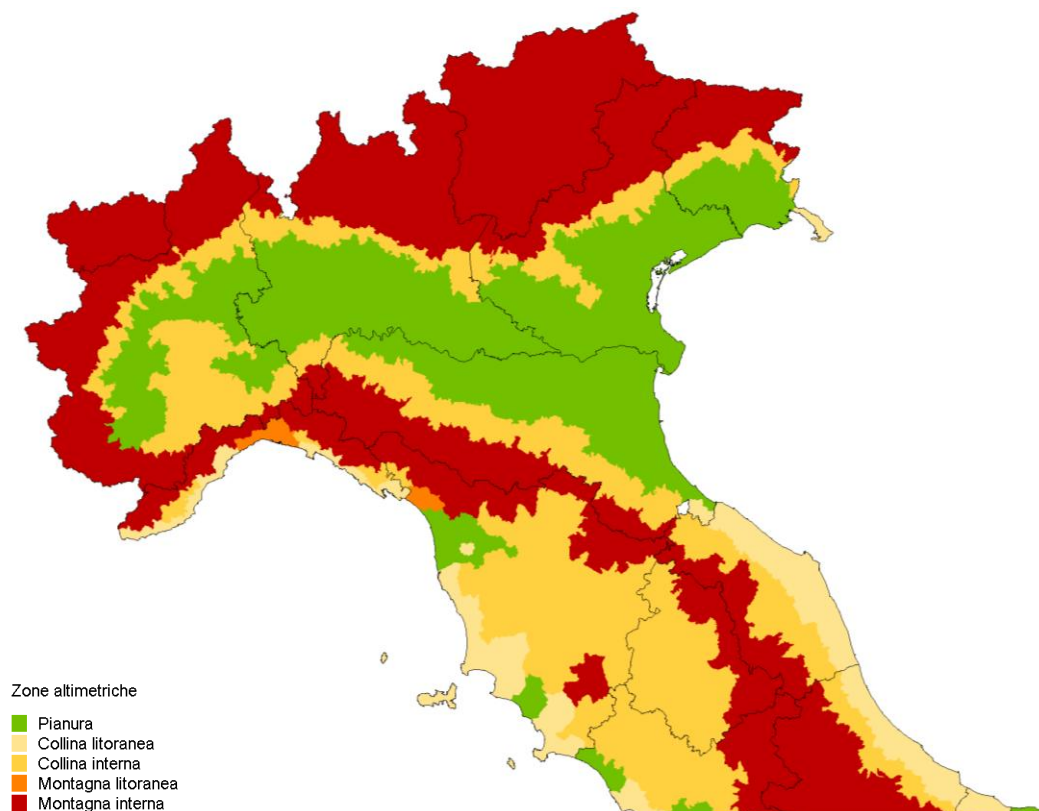 Zone altimetriche
Pianura
Collina litoranea
Collina interna
Montagna litoranea
Montagna interna